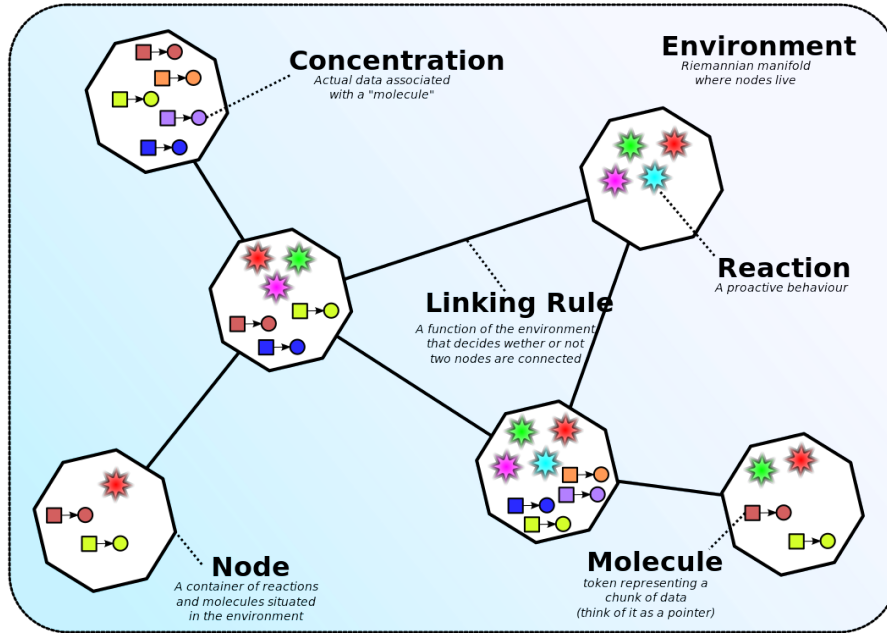 Concentration
Actual data associated
with a "molecule"
Environment
Riemannian manifold
where nodes live
Reaction
A proactive behaviour
Linking Rule
A function of the environment
that decides wether or not
two nodes are connected
Node
A container of reactions
and molecules situated
in the environment
Molecule
token representing a
chunk of data
(think of it as a pointer)